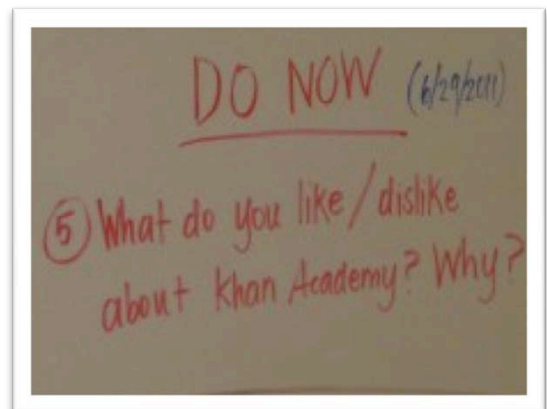 DO NOW (6/29/2011)
⑤ What do you like/dislike
about Khan Academy? Why?